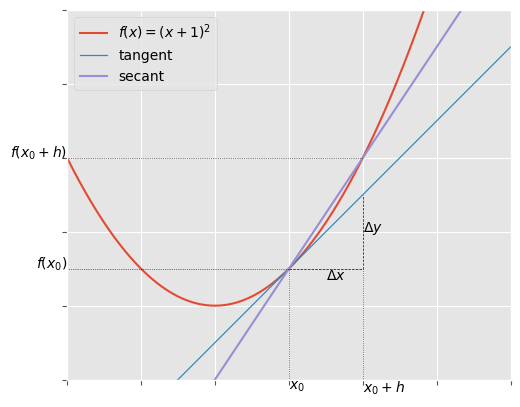 f(x) = (x + 1)²
tangent
secant
f(x₀ + h)
Δy
f(x₀)
Δx
x₀
x₀ + h